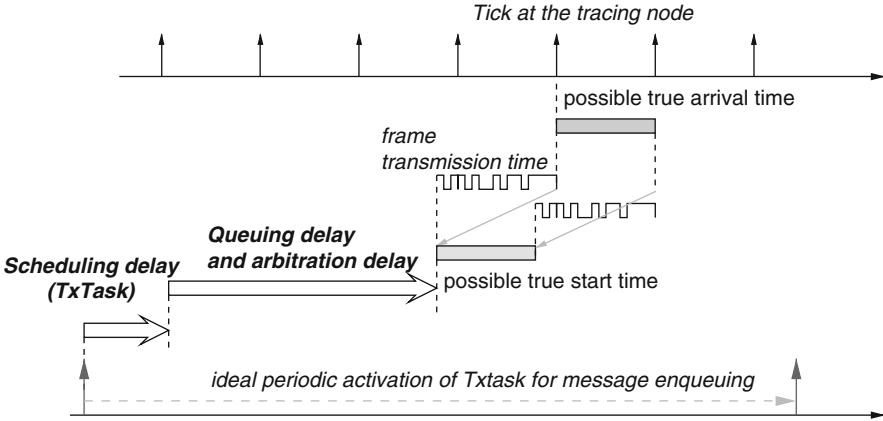 Tick at the tracing node
possible true arrival time
frame
transmission time
Queuing delay
and arbitration delay
Scheduling delay
(TxTask)
possible true start time
ideal periodic activation of Txtask for message enqueuing